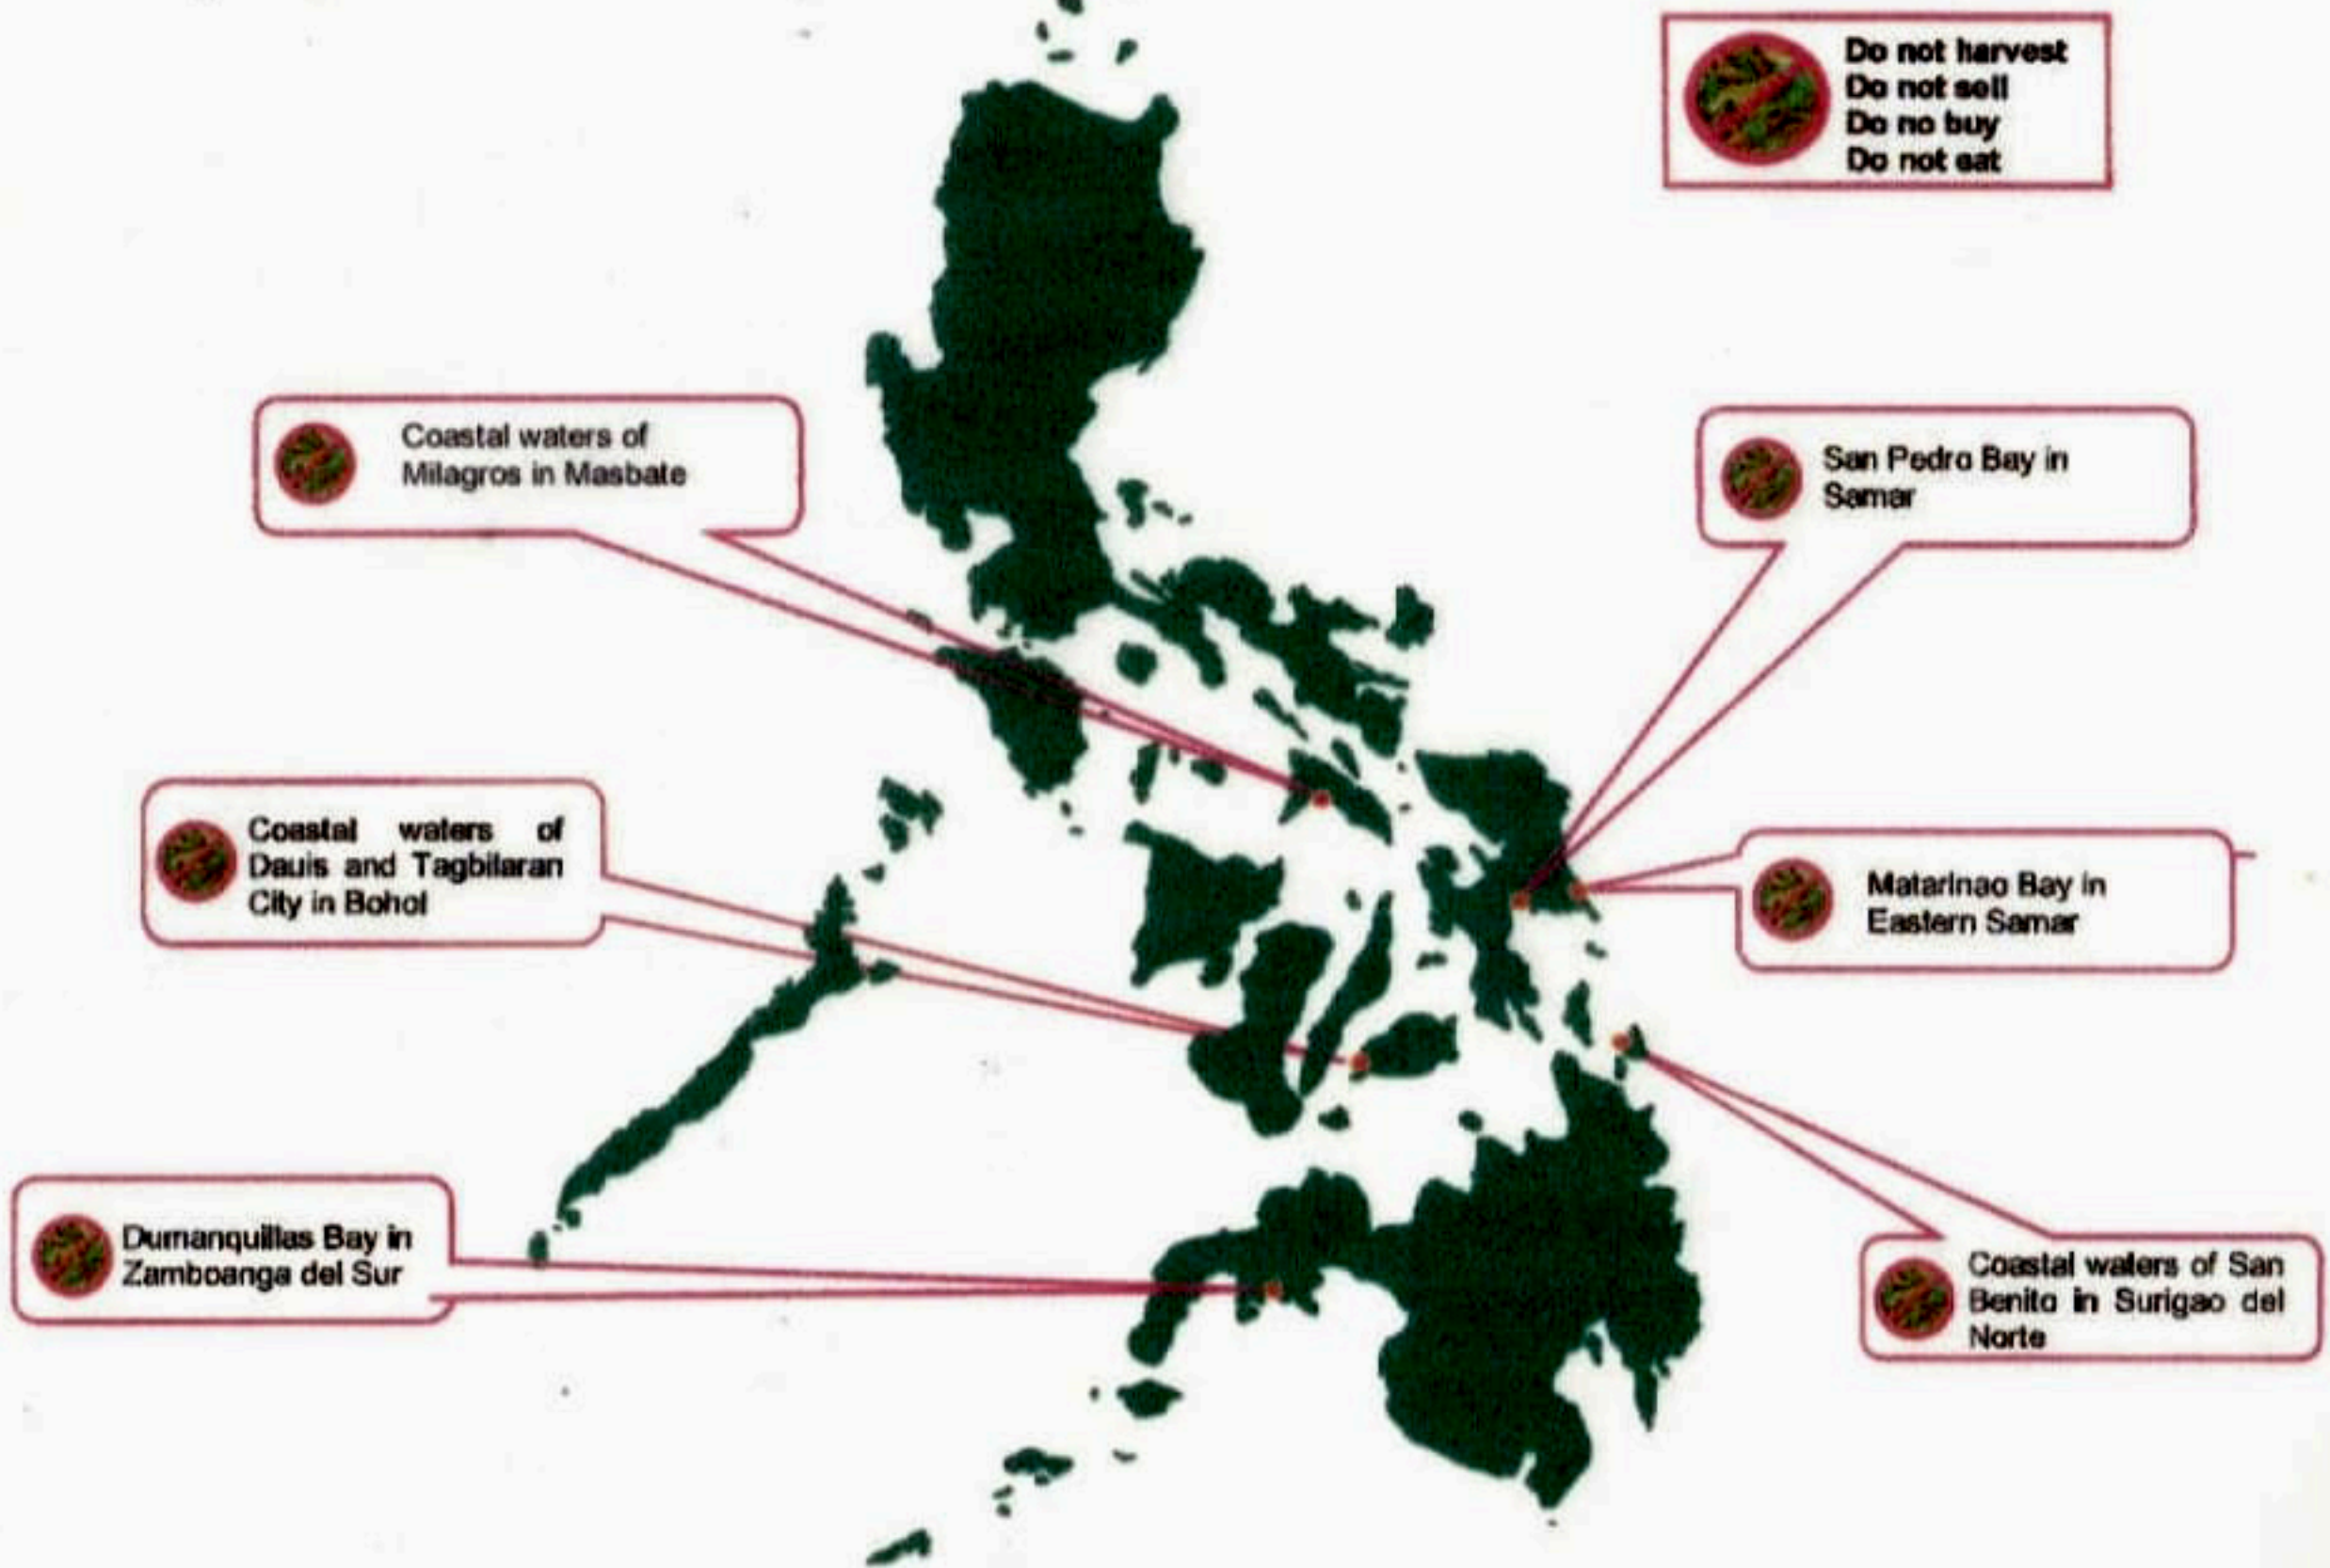 Do not harvest
Do not sell
Do no buy
Do not eat
Coastal waters of
Milagros in Masbate
San Pedro Bay in
Samar
Coastal waters of
Dauis and Tagbilaran
City in Bohol
Matarinao Bay in
Eastern Samar
Dumanquillas Bay in
Zamboanga del Sur
Coastal waters of San
Benito in Surigao del
Norte